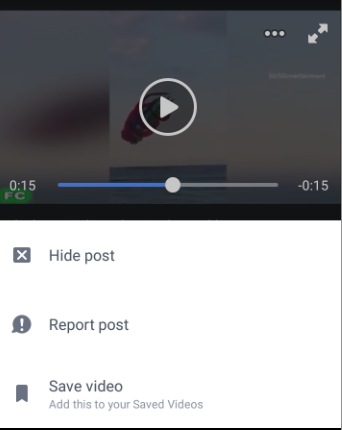 0:15
-0:15
FC
Hide post
Report post
Save video
Add this to your Saved Videos